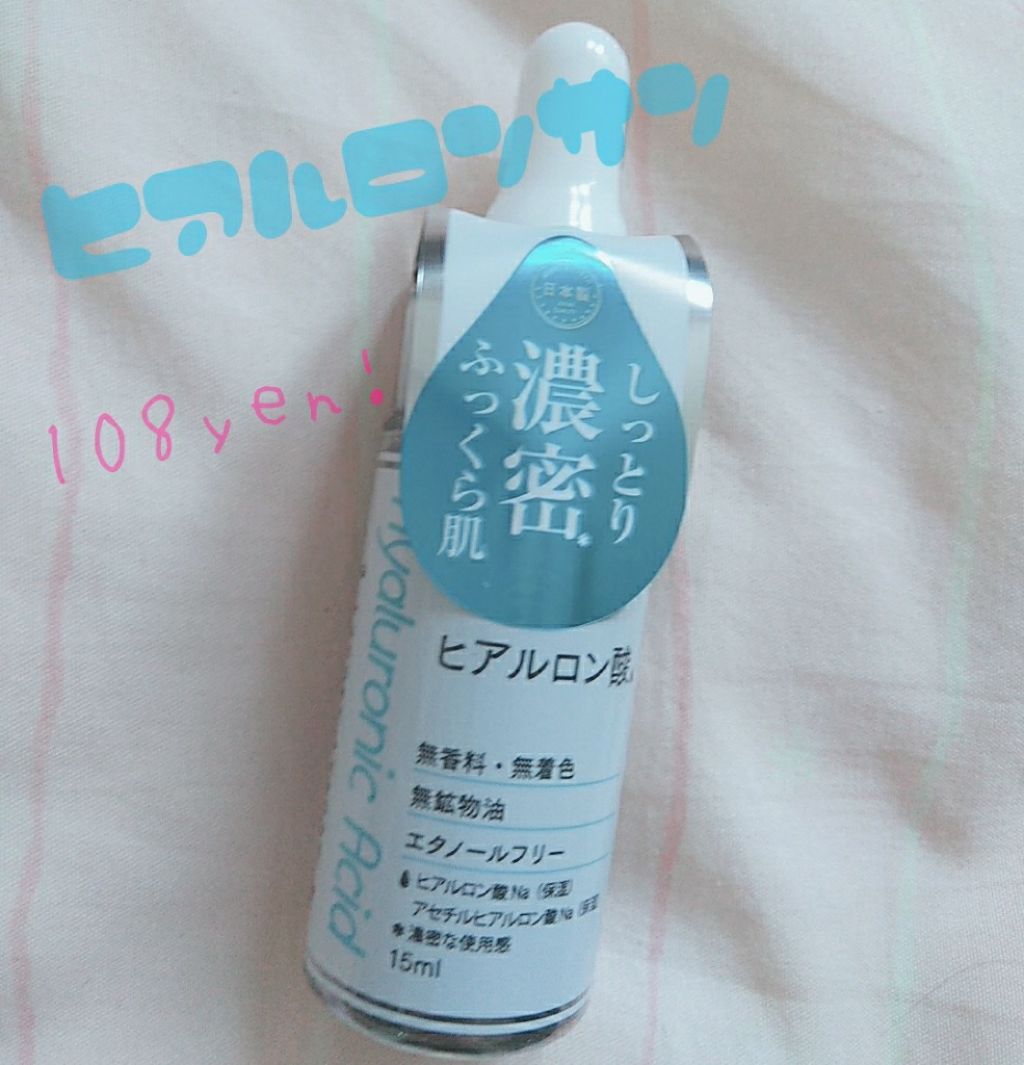 ヒアルロンサン
108yen!
日本製
しっとり
濃密*
ふっくら肌
Hyaluronic Acid
ヒアルロン酸
無香料・無着色
無鉱物油
エタノールフリー
ヒアルロン酸Na（保湿）
アセチルヒアルロン酸Na（保湿
*濃密な使用感
15ml